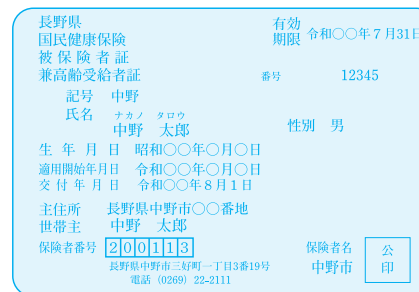 長野県
国民健康保険
被保険者証
兼高齢受給者証
有効
期限 令和○○年7月31日
番号 12345
記号 中野
氏名 ナカノ タロウ
中野 太郎
性別 男
生年月日 昭和○○年○月○日
適用開始年月日 令和○○年○月○日
交付年月日 令和○○年8月1日
主住所 長野県中野市○○番地
世帯主 中野 太郎
保険者番号 200113
長野県中野市三好町一丁目3番19号
電話 (0269) 22-2111
保険者名
中野市
公
印